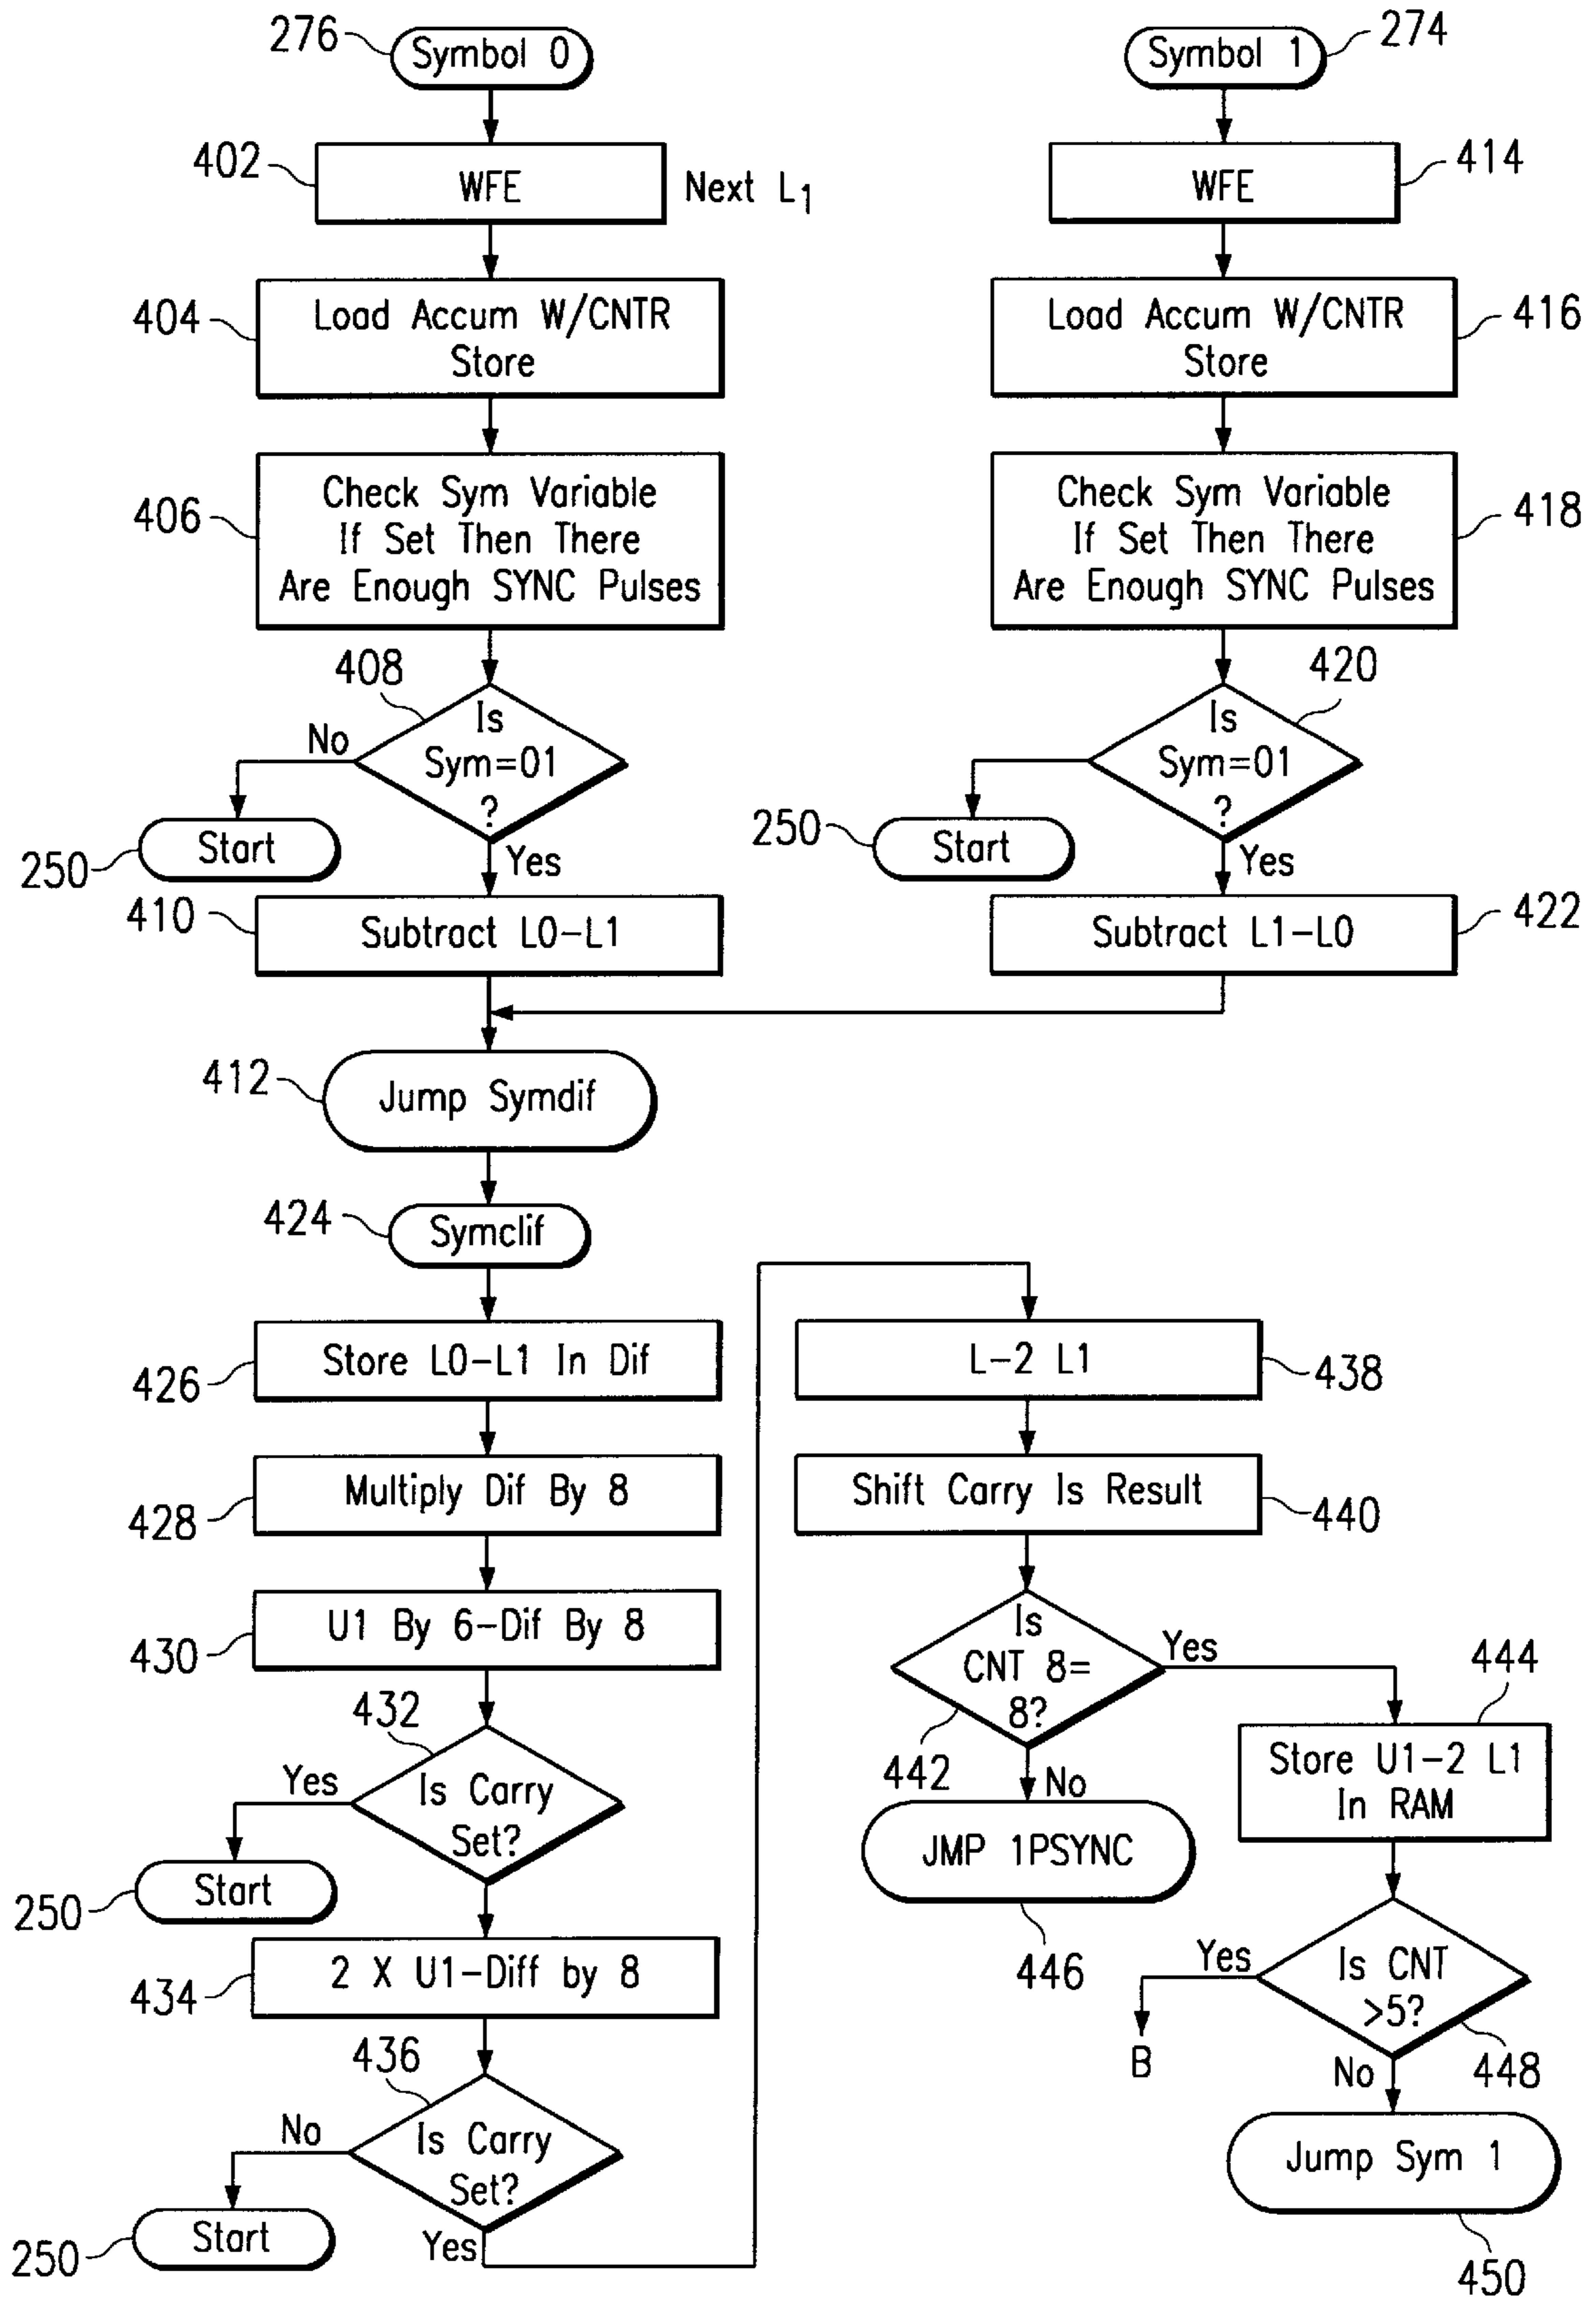 276
Symbol 0
402
WFE
Next L1
404
Load Accum W/CNTR
Store
406
Check Sym Variable
If Set Then There
Are Enough SYNC Pulses
408
Is
Sym=01
?
No
Start
250
Yes
410
Subtract L0-L1
Symbol 1
274
WFE
414
Load Accum W/CNTR
Store
416
Check Sym Variable
If Set Then There
Are Enough SYNC Pulses
418
420
Is
Sym=01
?
250
Start
Yes
Subtract L1-L0
422
412
Jump Symdif
424
Symclif
426
Store L0-L1 In Dif
428
Multiply Dif By 8
430
U1 By 6-Dif By 8
432
Is Carry
Set?
Yes
Start
250
434
2 X U1-Diff by 8
436
Is Carry
Set?
No
Start
250
Yes
L-2 L1
438
Shift Carry Is Result
440
Is
CNT 8=
8?
442
Yes
No
JMP 1PSYNC
446
444
Store U1-2 L1
In RAM
Is CNT
>5?
448
Yes
B
No
Jump Sym 1
450